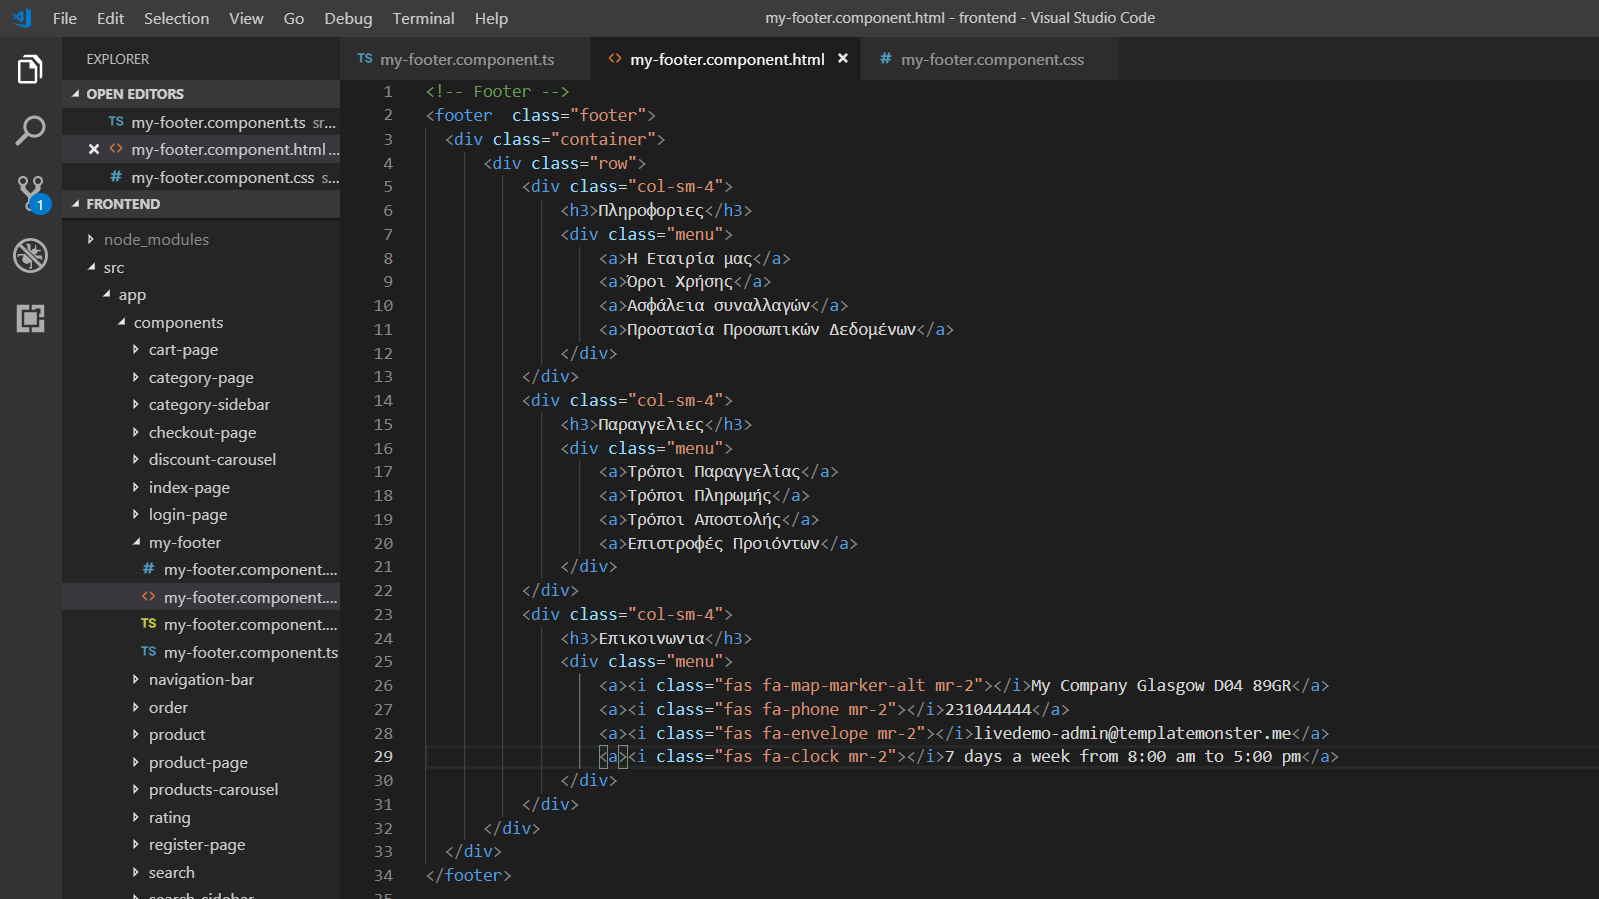 File Edit Selection View Go Debug Terminal Help
my-footer.component.html - frontend - Visual Studio Code
EXPLORER
OPEN EDITORS
TS my-footer.component.ts sr...
<> my-footer.component.html ...
# my-footer.component.css s...
1
FRONTEND
node_modules
src
app
components
cart-page
category-page
category-sidebar
checkout-page
discount-carousel
index-page
login-page
my-footer
# my-footer.component....
<> my-footer.component....
TS my-footer.component....
TS my-footer.component.ts
navigation-bar
order
product
product-page
products-carousel
rating
register-page
search
search-sidebar
TS my-footer.component.ts
<> my-footer.component.html ×
# my-footer.component.css
1 <!-- Footer -->
2 <footer  class="footer">
3 <div class="container">
4 <div class="row">
5 <div class="col-sm-4">
6 <h3>Πληροφοριες</h3>
7 <div class="menu">
8 <a>Η Εταιρία μας</a>
9 <a>Όροι Χρήσης</a>
10 <a>Ασφάλεια συναλλαγών</a>
11 <a>Προστασία Προσωπικών Δεδομένων</a>
12 </div>
13 </div>
14 <div class="col-sm-4">
15 <h3>Παραγγελιες</h3>
16 <div class="menu">
17 <a>Τρόποι Παραγγελίας</a>
18 <a>Τρόποι Πληρωμής</a>
19 <a>Τρόποι Αποστολής</a>
20 <a>Επιστροφές Προιόντων</a>
21 </div>
22 </div>
23 <div class="col-sm-4">
24 <h3>Επικοινωνια</h3>
25 <div class="menu">
26 <a><i class="fas fa-map-marker-alt mr-2"></i>My Company Glasgow D04 89GR</a>
27 <a><i class="fas fa-phone mr-2"></i>231044444</a>
28 <a><i class="fas fa-envelope mr-2"></i>livedemo-admin@templatemonster.me</a>
29 <a><i class="fas fa-clock mr-2"></i>7 days a week from 8:00 am to 5:00 pm</a>
30 </div>
31 </div>
32 </div>
33 </div>
34 </footer>
35